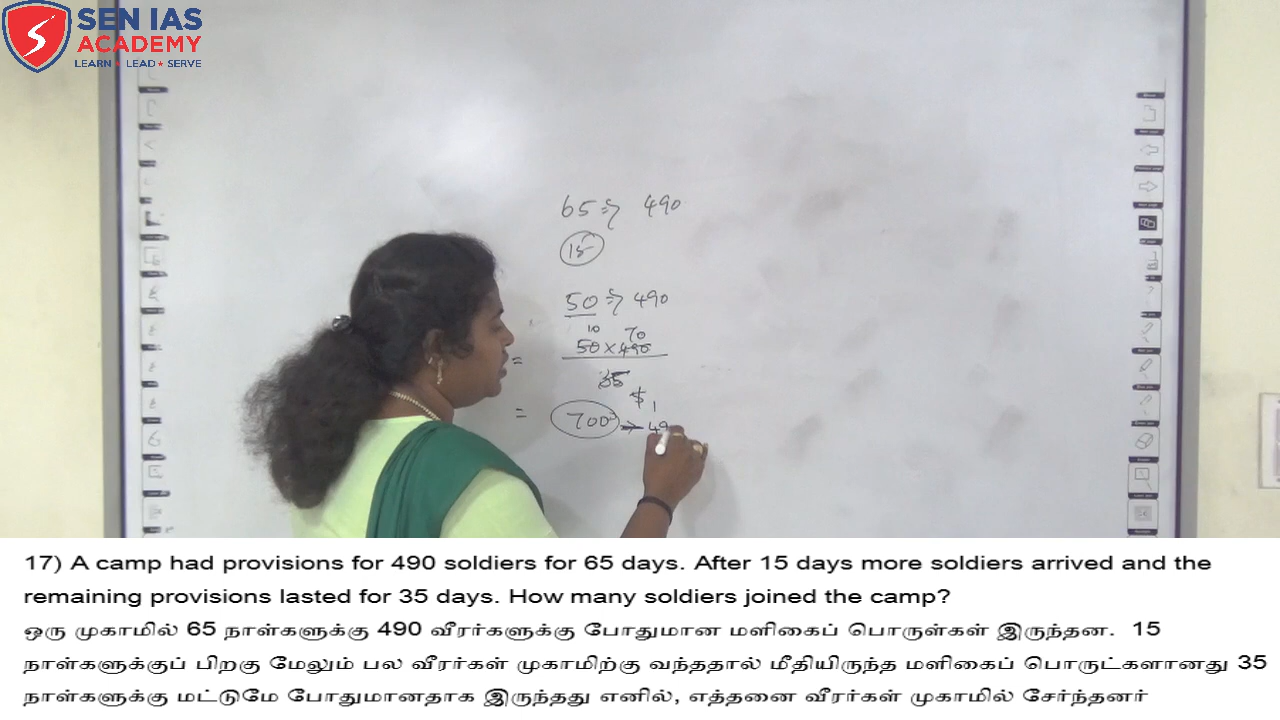 SEN IAS
ACADEMY
LEARN ★ LEAD ★ SERVE
65 => 490
15
50 => 490
10 70
= 50 x 490
35
5 1
= 700 → 49
17) A camp had provisions for 490 soldiers for 65 days. After 15 days more soldiers arrived and the
remaining provisions lasted for 35 days. How many soldiers joined the camp?
ஒரு முகாமில் 65 நாள்களுக்கு 490 வீரர்களுக்கு போதுமான மளிகைப் பொருள்கள் இருந்தன. 15
நாள்களுக்குப் பிறகு மேலும் பல வீரர்கள் முகாமிற்கு வந்ததால் மீதியிருந்த மளிகைப் பொருட்களானது 35
நாள்களுக்கு மட்டுமே போதுமானதாக இருந்தது எனில், எத்தனை வீரர்கள் முகாமில் சேர்ந்தனர்